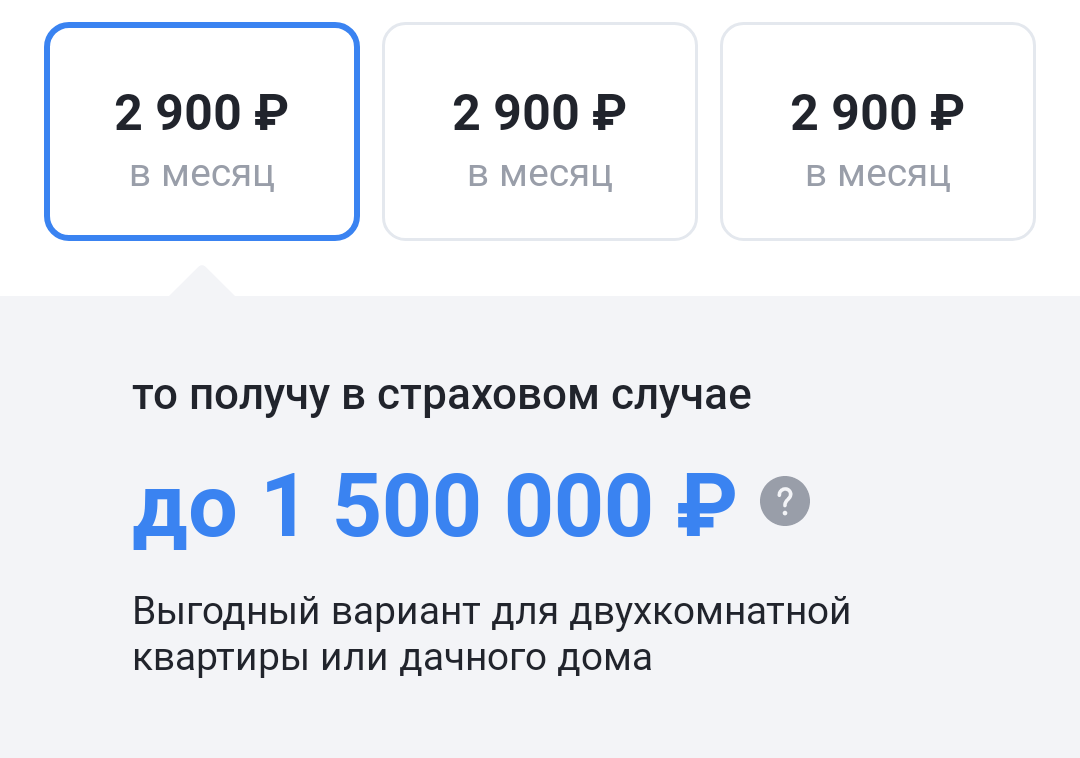 2 900 ₽ 2 900 ₽ 2 900 ₽
в месяц в месяц в месяц
то получу в страховом случае
до 1 500 000 ₽ ?
Выгодный вариант для двухкомнатной
квартиры или дачного дома